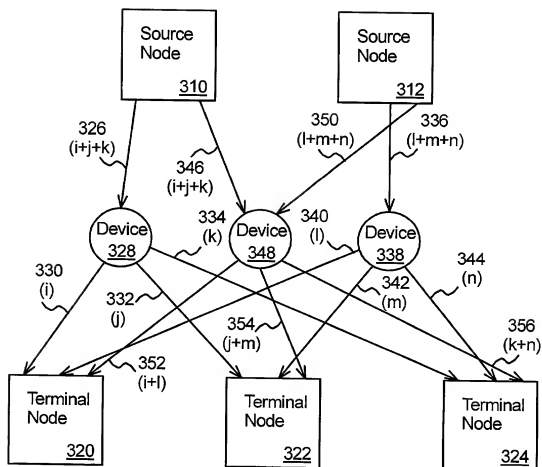 Source
Node
310
Source
Node
312
326
(i+j+k)
346
(i+j+k)
350
(l+m+n)
336
(l+m+n)
334
(k)
340
(l)
Device
328
Device
348
Device
338
344
(n)
330
(i)
332
(j)
342
(m)
354
(j+m)
356
(k+n)
352
(i+l)
Terminal
Node
320
Terminal
Node
322
Terminal
Node
324